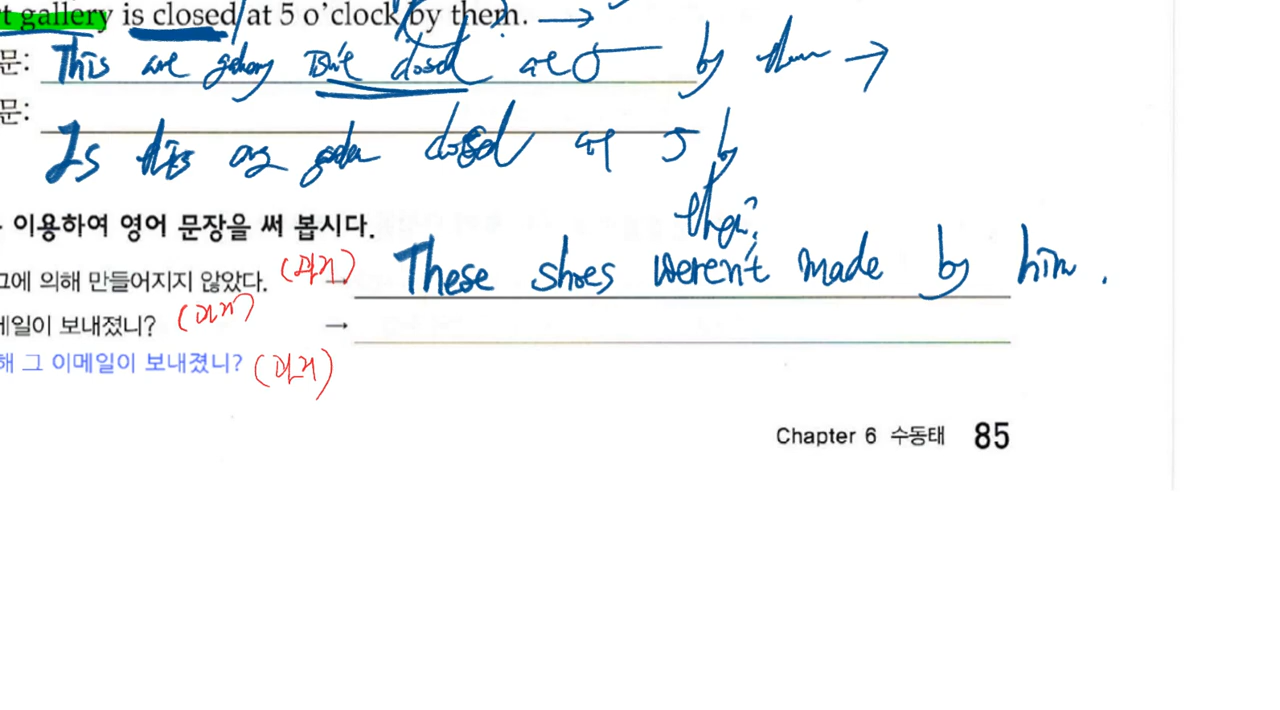 t gallery is closed at 5 o'clock by them. →
문: This art gallery isn't closed at 5 by them →
문:
Is this art closed at 5 by
them?
이용하여 영어 문장을 써 봅시다.
그에 의해 만들어지지 않았다. (과거) → These shoes weren't made by him.
메일이 보내졌니? (과거) →
해 그 이메일이 보내졌니? (과거)
Chapter 6 수동태 85